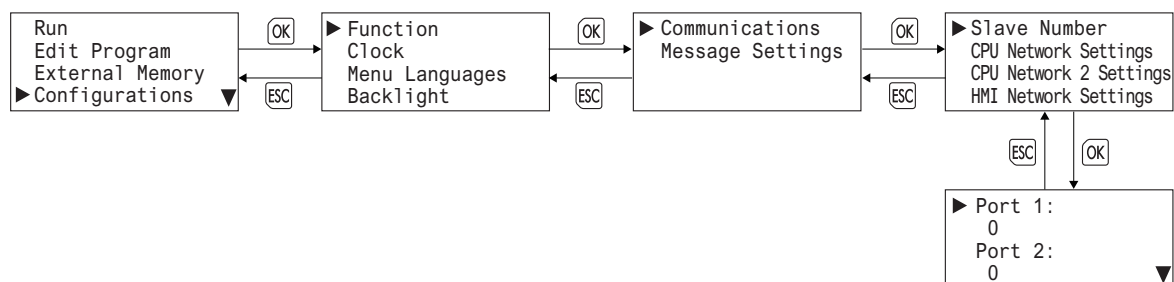 Run
Edit Program
External Memory
▶Configurations ▼
OK
ESC
▶Function
Clock
Menu Languages
Backlight
OK
ESC
▶Communications
Message Settings
OK
ESC
▶Slave Number
CPU Network Settings
CPU Network 2 Settings
HMI Network Settings
ESC
OK
▶Port 1:
0
Port 2:
0 ▼